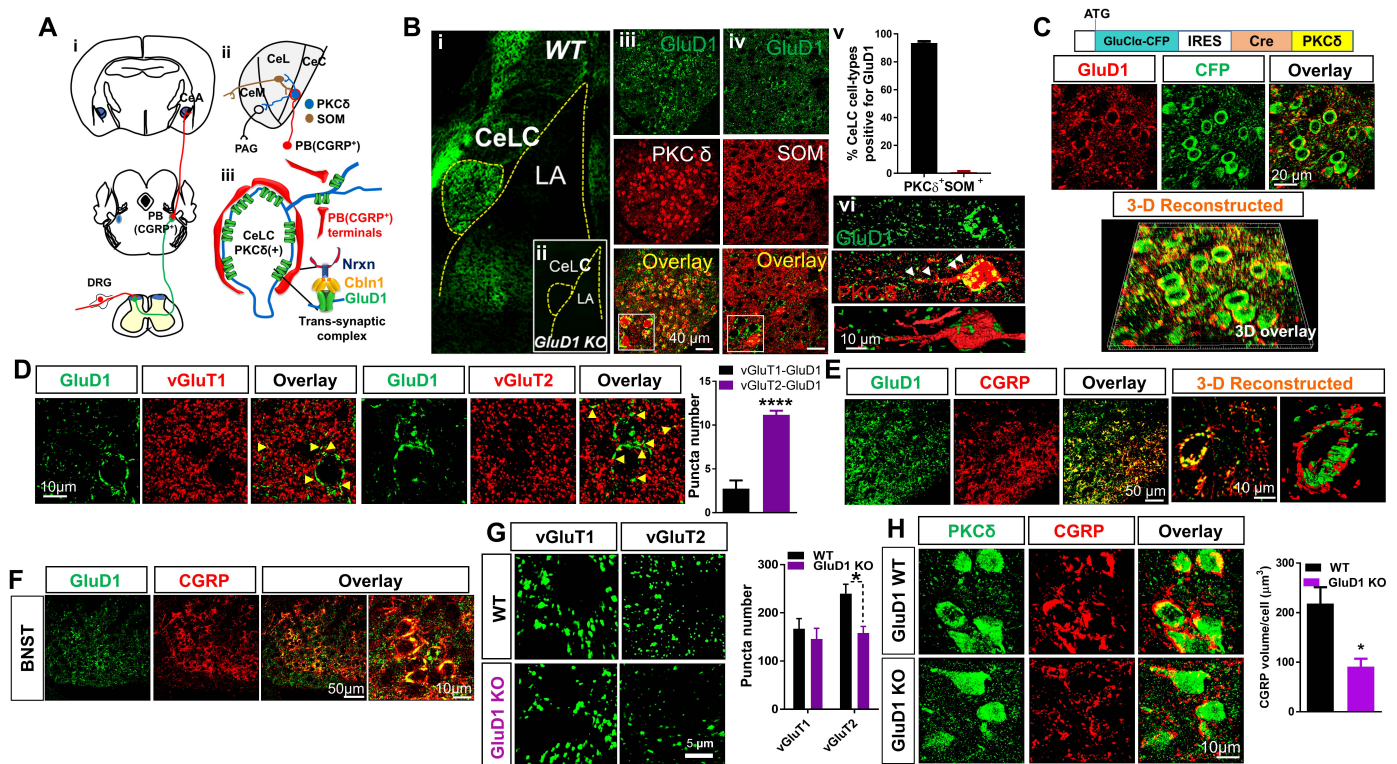 A
i
CeA
PB
(CGRP⁺)
DRG
ii
CeL
CeC
CeM
PAG
PKCδ
SOM
PB(CGRP⁺)
iii
CeLC
PKCδ(+)
PB(CGRP⁺)
terminals
Nrxn
Cbln1
GluD1
Trans-synaptic
complex
B
i
WT
CeLC
LA
ii
CeLC
LA
GluD1 KO
iii
GluD1
PKC δ
Overlay
40 µm
iv
GluD1
SOM
Overlay
v
% CeLC cell-types
positive for GluD1
100
80
60
40
20
0
PKCδ⁺SOM⁺
vi
GluD1
PKC δ
10 µm
C
ATG
GluClα-CFP
IRES
Cre
PKCδ
GluD1
CFP
Overlay
20 µm
3-D Reconstructed
3D overlay
D
GluD1
vGluT1
Overlay
GluD1
vGluT2
Overlay
10µm
vGluT1-GluD1
vGluT2-GluD1
Puncta number
15
10
5
0
****
E
GluD1
CGRP
Overlay
3-D Reconstructed
50 µm
10 µm
F
GluD1
CGRP
Overlay
BNST
50µm
10µm
G
vGluT1
vGluT2
WT
GluD1 KO
5 µm
WT
GluD1 KO
Puncta number
300
200
100
0
*
vGluT1
vGluT2
H
PKCδ
CGRP
Overlay
GluD1 WT
GluD1 KO
10µm
WT
GluD1 KO
CGRP volume/cell (µm³)
300
200
100
0
*